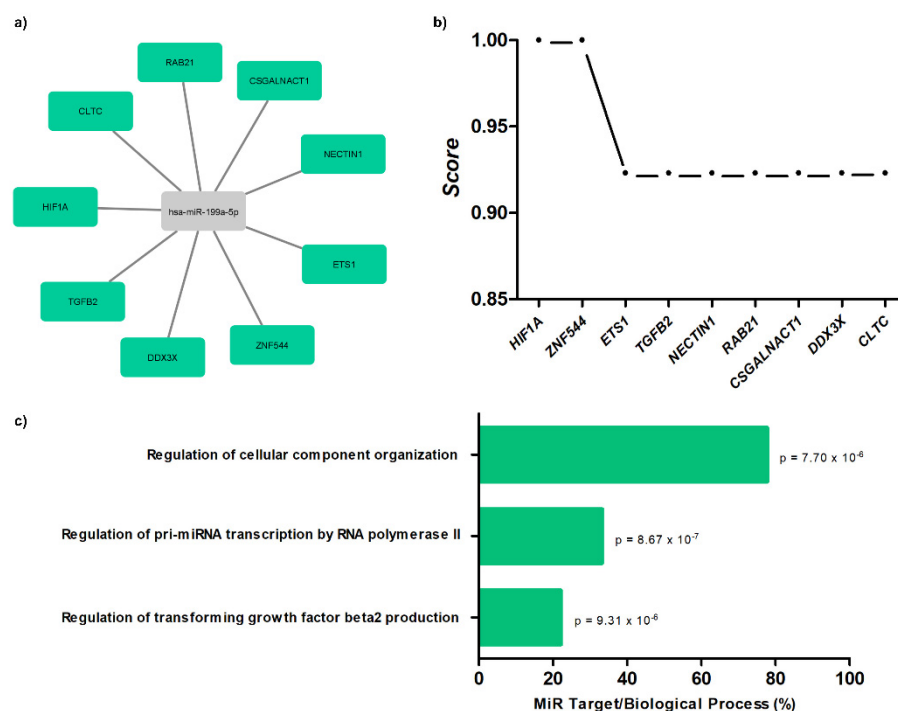 a)
RAB21
CSGALNACT1
CLTC
NECTIN1
HIF1A
hsa-miR-199a-5p
ETS1
TGFB2
ZNF544
DDX3X
b)
Score
1.00
0.95
0.90
0.85
HIF1A
ZNF544
ETS1
TGFB2
NECTIN1
RAB21
CSGALNACT1
DDX3X
CLTC
c)
Regulation of cellular component organization
p = 7.70 x 10⁻⁶
Regulation of pri-miRNA transcription by RNA polymerase II
p = 8.67 x 10⁻⁷
Regulation of transforming growth factor beta2 production
p = 9.31 x 10⁻⁶
0 20 40 60 80 100
MiR Target/Biological Process (%)